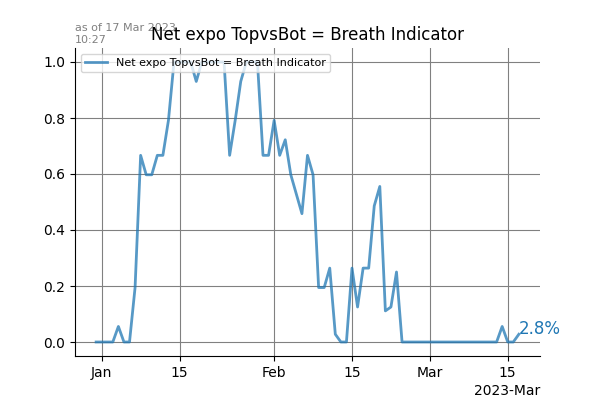 as of 17 Mar 2023
10:27
Net expo TopvsBot = Breath Indicator
Net expo TopvsBot = Breath Indicator
1.0
0.8
0.6
0.4
0.2
0.0
2.8%
Jan 15 Feb 15 Mar 15
2023-Mar